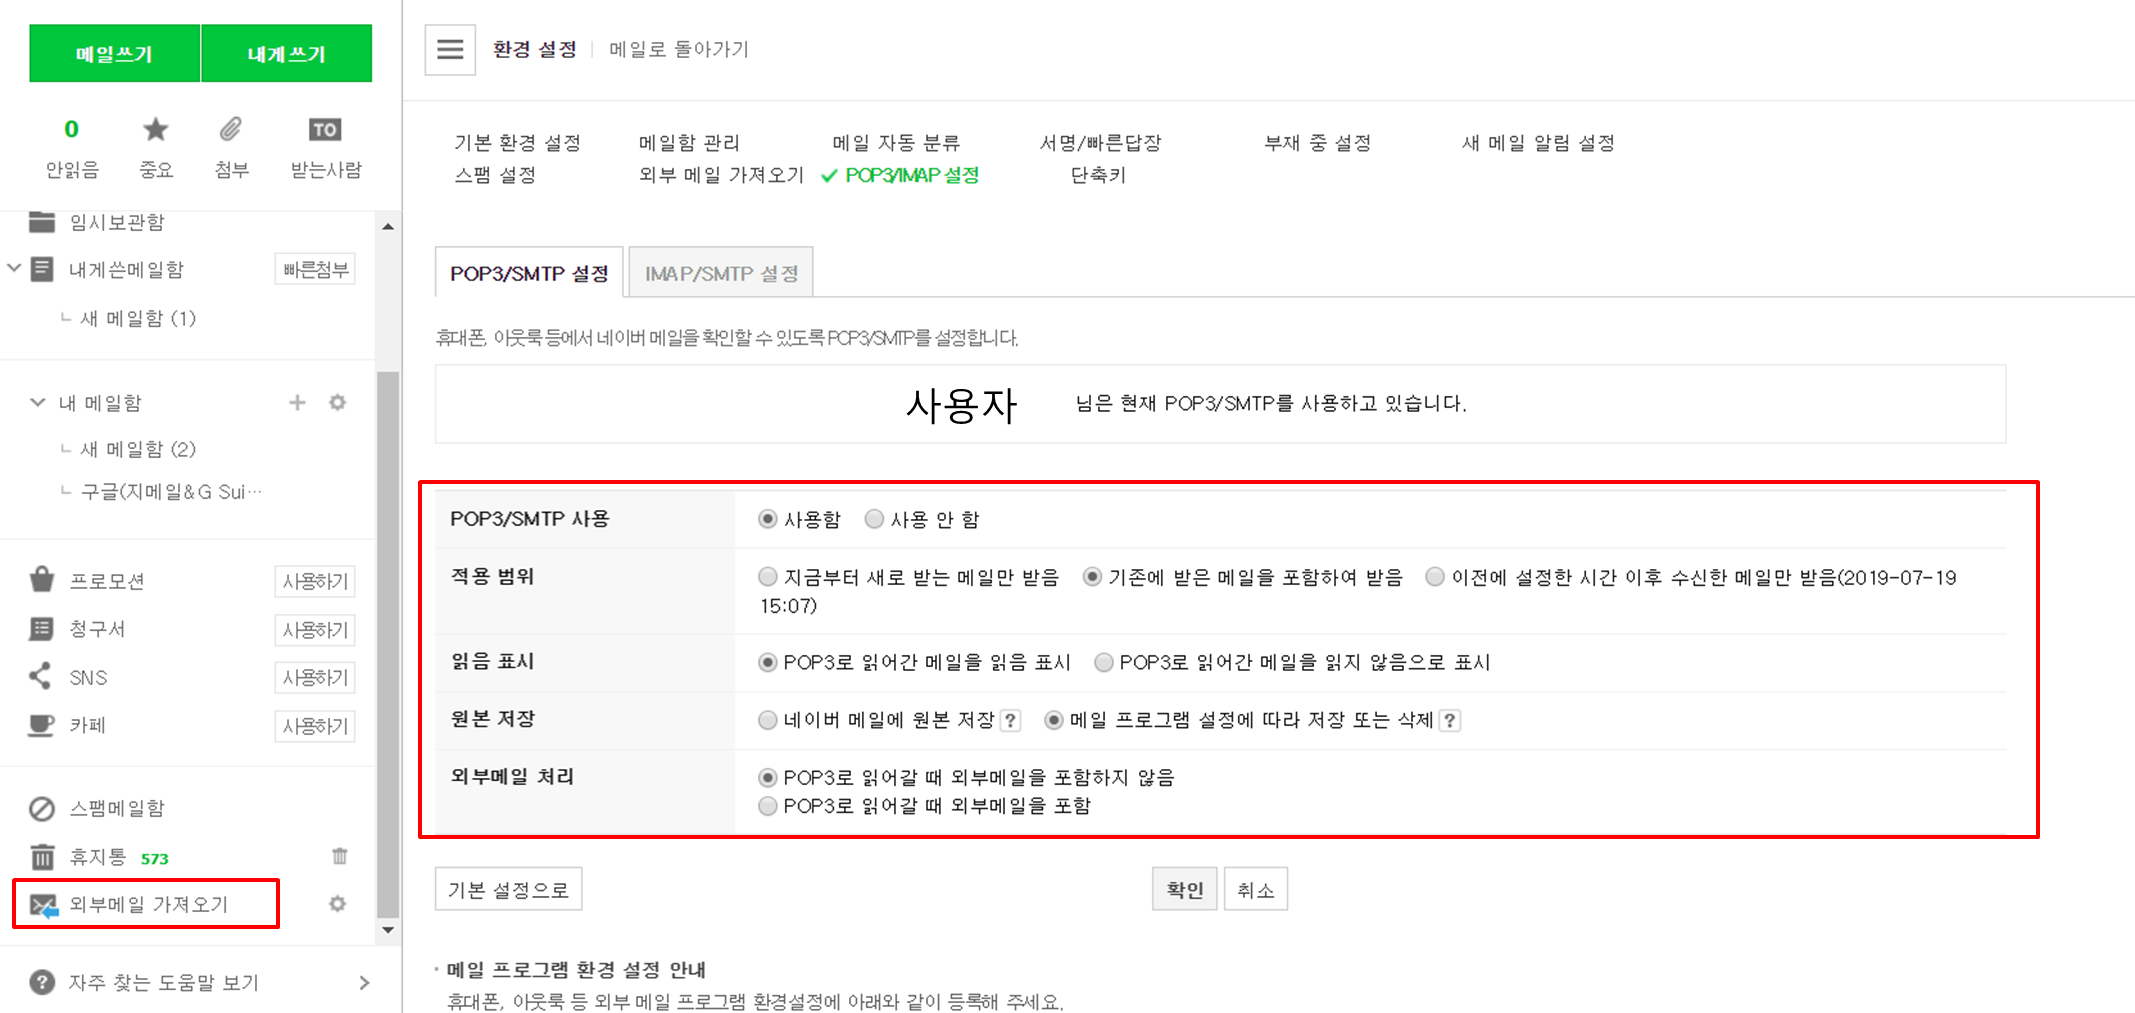 메일쓰기 내게쓰기
0
안읽음 중요 첨부 TO 받는사람
임시보관함
내게쓴메일함 빠른첨부
새 메일함 (1)
내 메일함
새 메일함 (2)
구글(지메일&G Sui…
프로모션 사용하기
청구서 사용하기
SNS 사용하기
카페 사용하기
스팸메일함
휴지통 573
외부메일 가져오기
자주 찾는 도움말 보기
환경 설정 메일로 돌아가기
기본 환경 설정 메일함 관리 메일 자동 분류 서명/빠른답장 부재 중 설정 새 메일 알림 설정
스팸 설정 외부 메일 가져오기 POP3/IMAP 설정 단축키
POP3/SMTP 설정 IMAP/SMTP 설정
휴대폰, 아웃룩 등에서 네이버 메일을 확인할 수 있도록 POP3/SMTP를 설정합니다.
사용자 님은 현재 POP3/SMTP를 사용하고 있습니다.
POP3/SMTP 사용 사용함 사용 안 함
적용 범위 지금부터 새로 받는 메일만 받음 기존에 받은 메일을 포함하여 받음 이전에 설정한 시간 이후 수신한 메일만 받음(2019-07-19
15:07)
읽음 표시 POP3로 읽어간 메일을 읽음 표시 POP3로 읽어간 메일을 읽지 않음으로 표시
원본 저장 네이버 메일에 원본 저장 ? 메일 프로그램 설정에 따라 저장 또는 삭제 ?
외부메일 처리 POP3로 읽어갈 때 외부메일을 포함하지 않음
POP3로 읽어갈 때 외부메일을 포함
기본 설정으로 확인 취소
· 메일 프로그램 환경 설정 안내
휴대폰, 아웃룩 등 외부 메일 프로그램 환경설정에 아래와 같이 등록해 주세요.